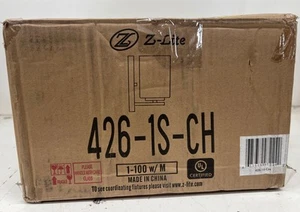 Z-Lite
426-1S-CH
1-100 w/ M
MADE IN CHINA
TO see coordinating fixtures please visit www.z-lite.com
UL
CERTIFIED